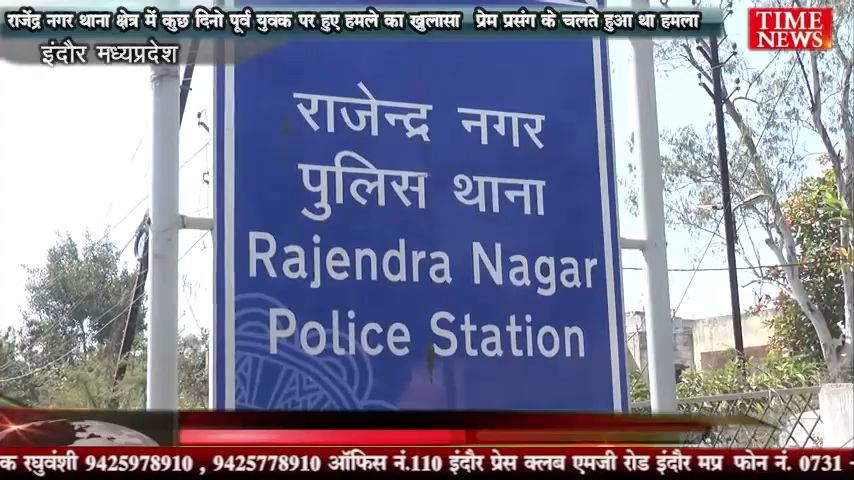 राजेंद्र नगर थाना क्षेत्र में कुछ दिनो पूर्व युवक पर हुए हमले का खुलासा प्रेम प्रसंग के चलते हुआ था हमला
इंदौर मध्यप्रदेश
TIME
NEWS
राजेन्द्र नगर
पुलिस थाना
Rajendra Nagar
Police Station
क रघुवंशी 9425978910 , 9425778910 ऑफिस नं.110 इंदौर प्रेस क्लब एमजी रोड इंदौर मप्र फोन नं. 0731 -